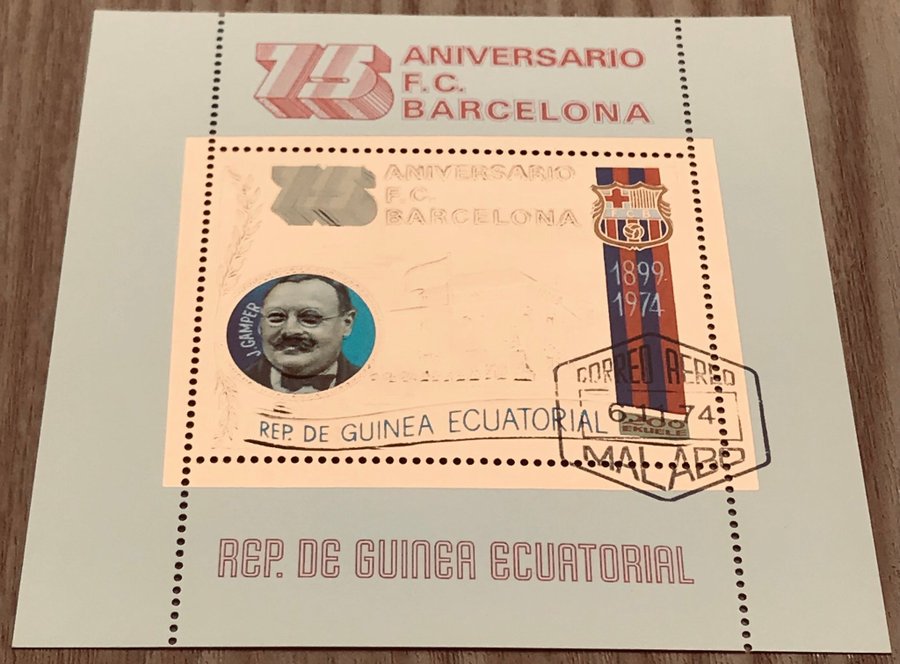 75 ANIVERSARIO
F.C.
BARCELONA
75 ANIVERSARIO
F.C.
BARCELONA
F C B
1899
1974
J. GAMPER
REP. DE GUINEA ECUATORIAL
CORREO AEREO
6.11.74
EKUELE
MALABO
REP. DE GUINEA ECUATORIAL